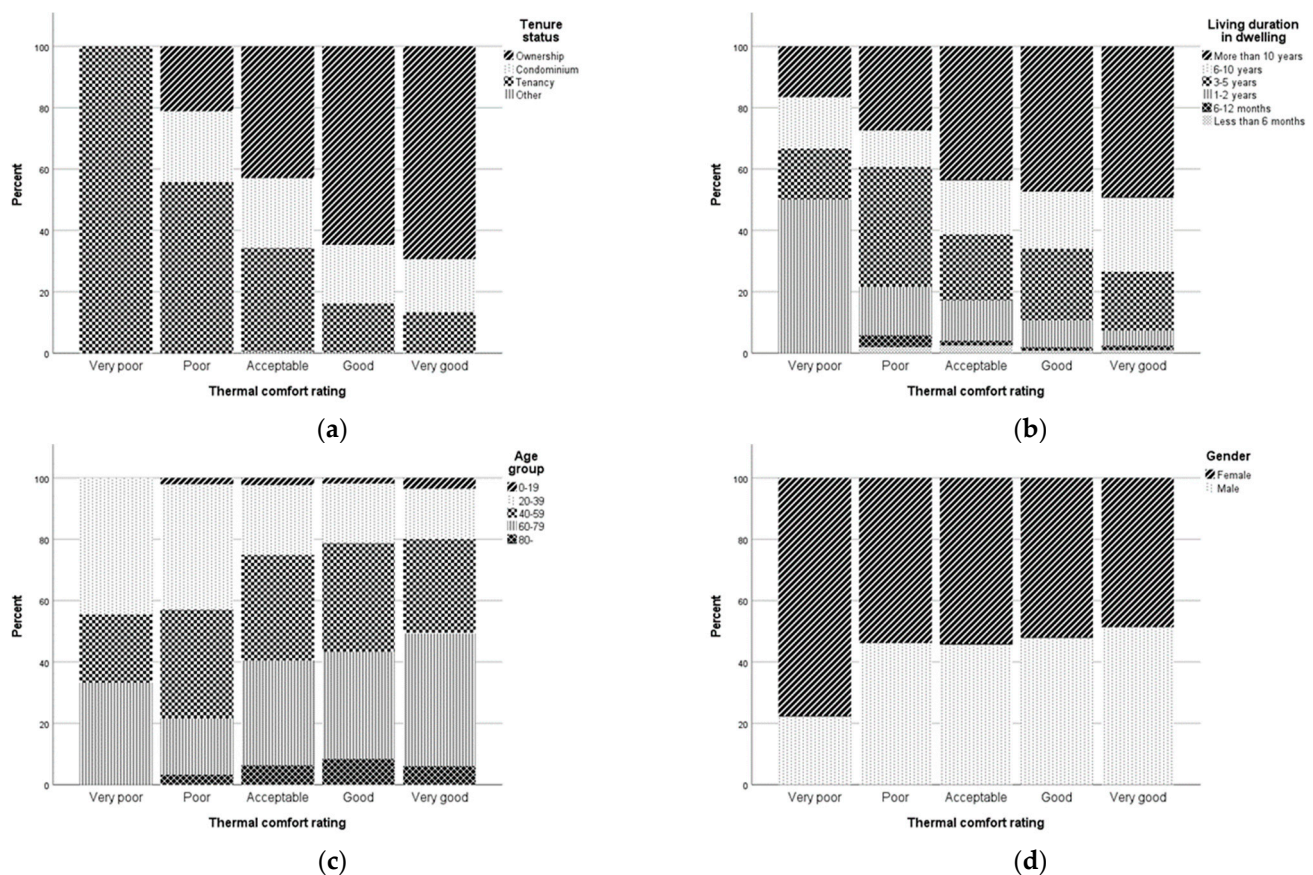 Tenure
status
Ownership
Condominium
Tenancy
Other
100
80
60
40
20
0
Percent
Very poor Poor Acceptable Good Very good
Thermal comfort rating
(a)
Living duration
in dwelling
More than 10 years
6-10 years
3-5 years
1-2 years
6-12 months
Less than 6 months
100
80
60
40
20
0
Percent
Very poor Poor Acceptable Good Very good
Thermal comfort rating
(b)
Age
group
0-19
20-39
40-59
60-79
80-
100
80
60
40
20
0
Percent
Very poor Poor Acceptable Good Very good
Thermal comfort rating
(c)
Gender
Female
Male
100
80
60
40
20
0
Percent
Very poor Poor Acceptable Good Very good
Thermal comfort rating
(d)